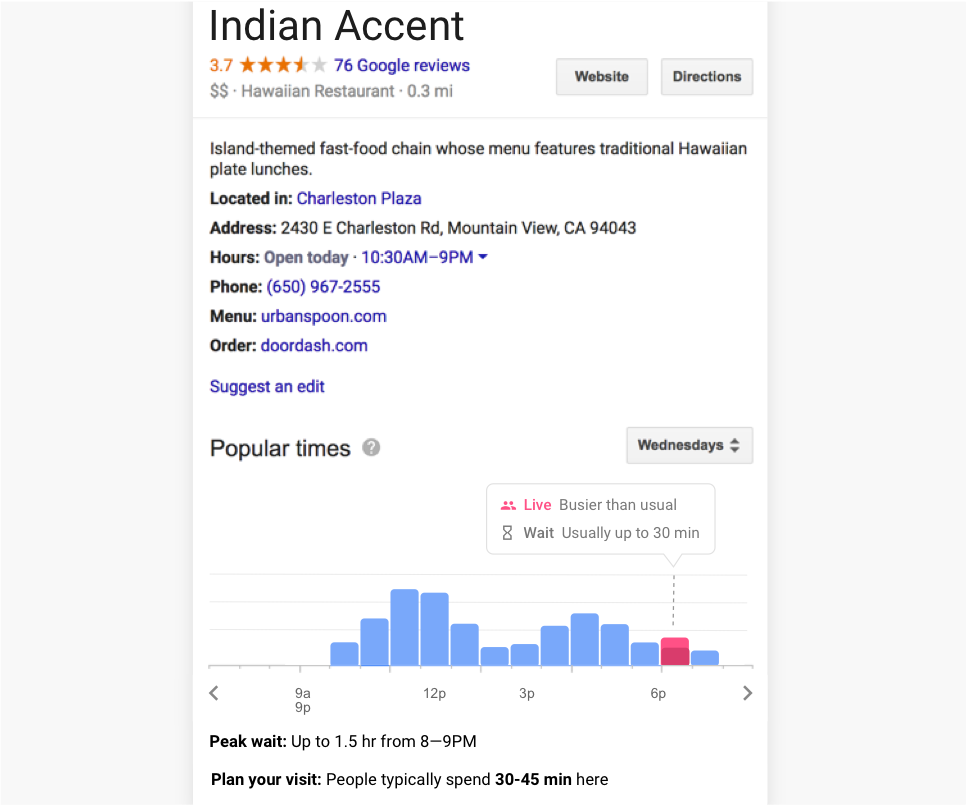 Indian Accent
3.7 76 Google reviews
$$ · Hawaiian Restaurant · 0.3 mi
Website
Directions
Island-themed fast-food chain whose menu features traditional Hawaiian
plate lunches.
Located in: Charleston Plaza
Address: 2430 E Charleston Rd, Mountain View, CA 94043
Hours: Open today · 10:30AM–9PM
Phone: (650) 967-2555
Menu: urbanspoon.com
Order: doordash.com
Suggest an edit
Popular times ?
Wednesdays
Live Busier than usual
Wait Usually up to 30 min
9a 12p 3p 6p
9p
Peak wait: Up to 1.5 hr from 8–9PM
Plan your visit: People typically spend 30-45 min here